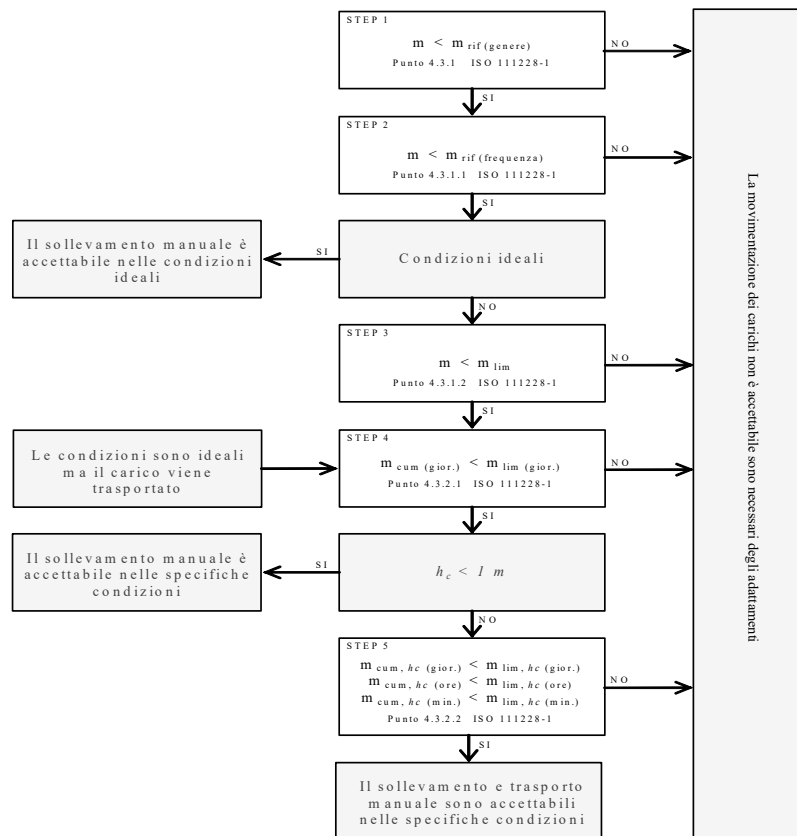 STEP 1
m < m rif (genere)
Punto 4.3.1 ISO 111228-1
NO
SI
STEP 2
m < m rif (frequenza)
Punto 4.3.1.1 ISO 111228-1
NO
SI
Il sollevamento manuale è
accettabile nelle condizioni
ideali
SI
Condizioni ideali
NO
STEP 3
m < m lim
Punto 4.3.1.2 ISO 111228-1
NO
SI
Le condizioni sono ideali
ma il carico viene
trasportato
STEP 4
m cum (gior.) < m lim (gior.)
Punto 4.3.2.1 ISO 111228-1
NO
SI
Il sollevamento manuale è
accettabile nelle specifiche
condizioni
SI
h c < 1 m
NO
STEP 5
m cum, hc (gior.) < m lim, hc (gior.)
m cum, hc (ore) < m lim, hc (ore)
m cum, hc (min.) < m lim, hc (min.)
Punto 4.3.2.2 ISO 111228-1
NO
SI
Il sollevamento e trasporto
manuale sono accettabili
nelle specifiche condizioni
La movimentazione dei carichi non è accettabile sono necessari degli adattamenti